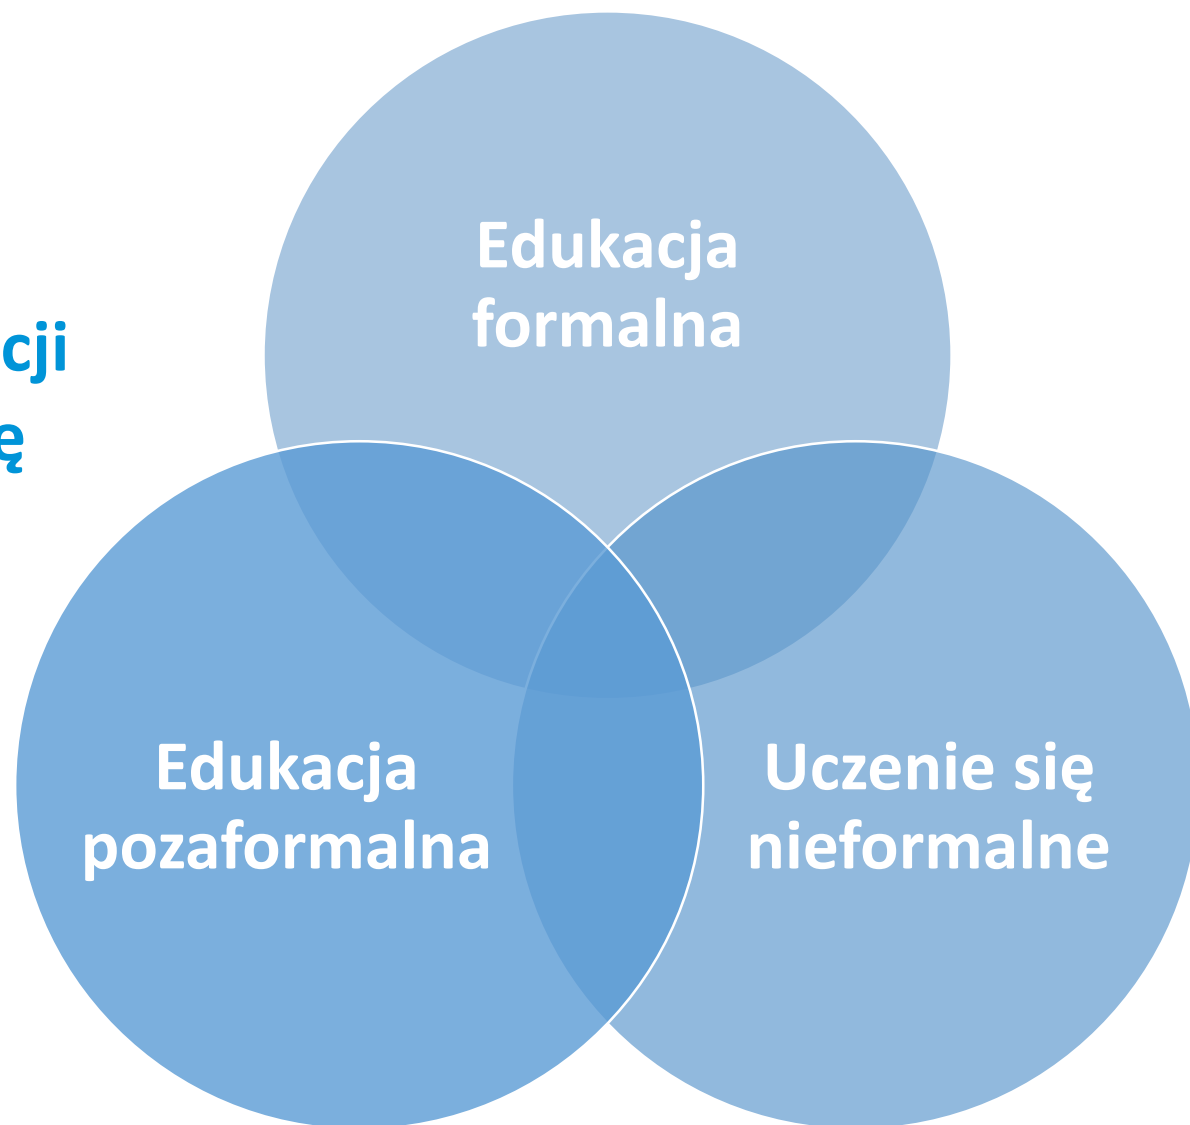 Edukacja
formalna
cji
ę
Edukacja
pozaformalna
Uczenie się
nieformalne